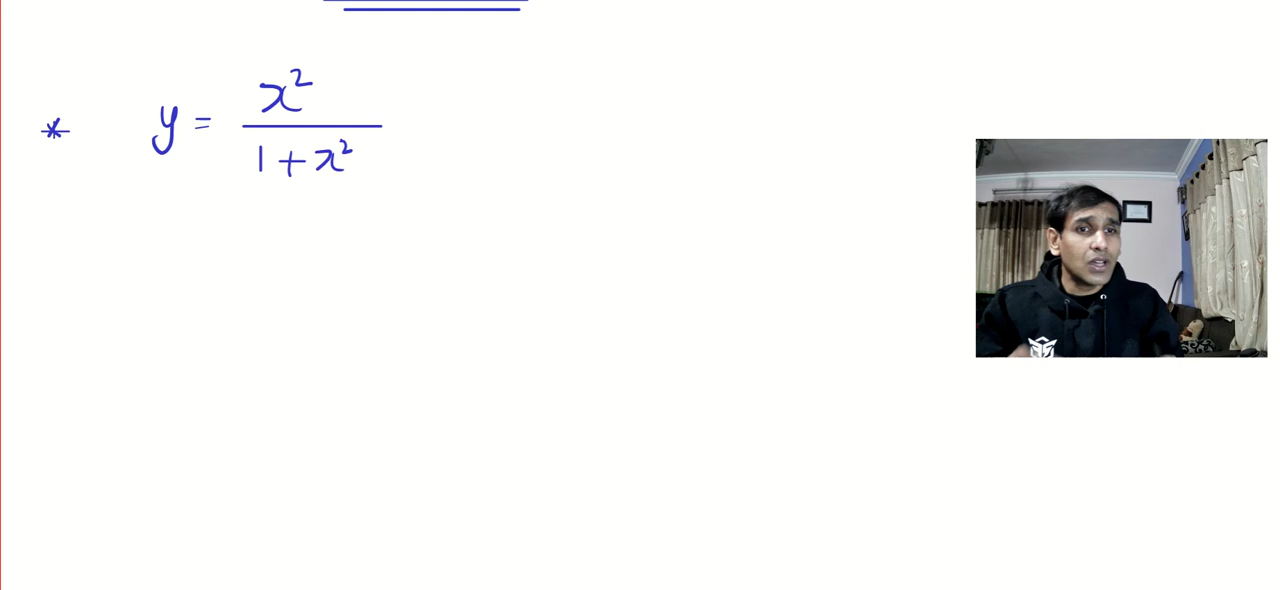 * y = x²
1 + x²